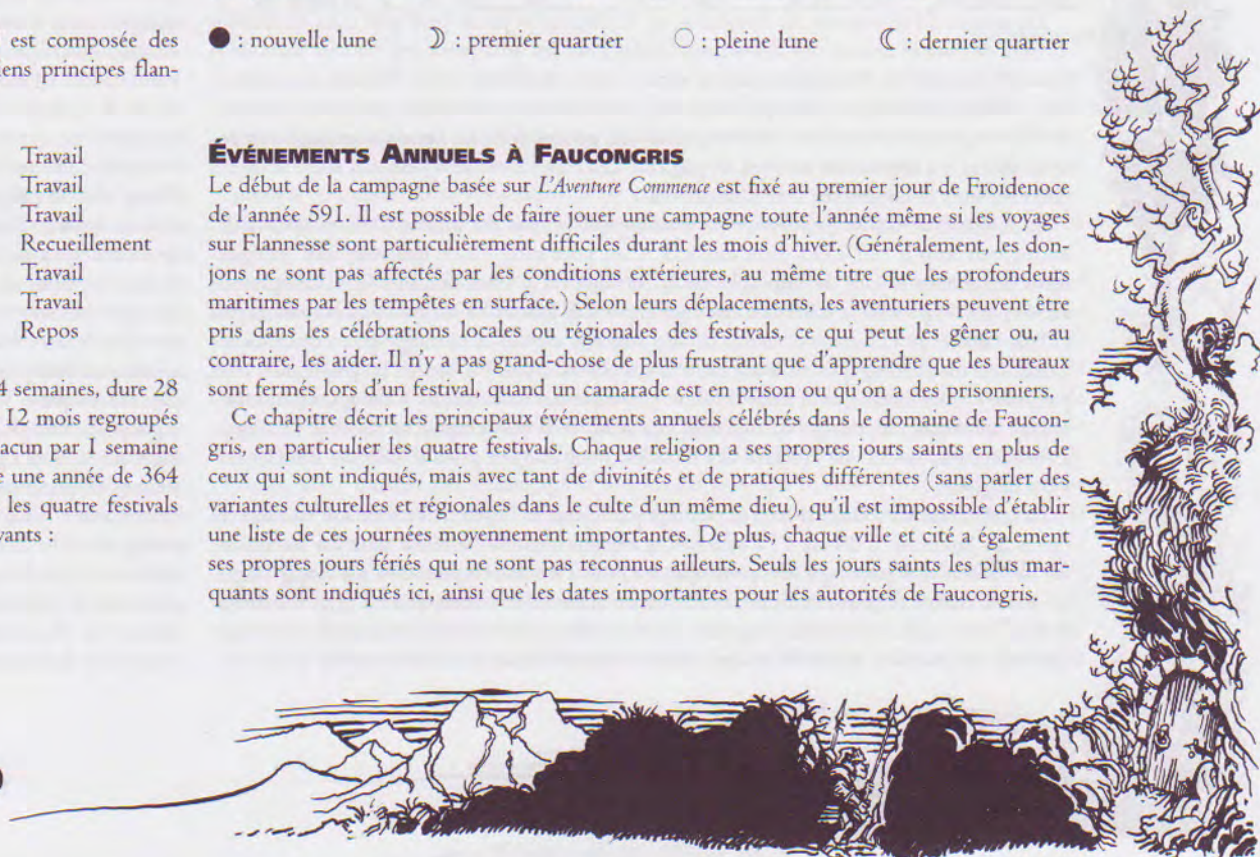 est composée des
iens principes flan-
Travail
Travail
Travail
Recueillement
Travail
Travail
Repos
4 semaines, dure 28
12 mois regroupés
acun par 1 semaine
e une année de 364
les quatre festivals
vants :
● : nouvelle lune ☽ : premier quartier ○ : pleine lune ☾ : dernier quartier
ÉVÉNEMENTS ANNUELS À FAUCONGRIS
Le début de la campagne basée sur L'Aventure Commence est fixé au premier jour de Froidenoce
de l'année 591. Il est possible de faire jouer une campagne toute l'année même si les voyages
sur Flannesse sont particulièrement difficiles durant les mois d'hiver. (Généralement, les don-
jons ne sont pas affectés par les conditions extérieures, au même titre que les profondeurs
maritimes par les tempêtes en surface.) Selon leurs déplacements, les aventuriers peuvent être
pris dans les célébrations locales ou régionales des festivals, ce qui peut les gêner ou, au
contraire, les aider. Il n'y a pas grand-chose de plus frustrant que d'apprendre que les bureaux
sont fermés lors d'un festival, quand un camarade est en prison ou qu'on a des prisonniers.
Ce chapitre décrit les principaux événements annuels célébrés dans le domaine de Faucon-
gris, en particulier les quatre festivals. Chaque religion a ses propres jours saints en plus de
ceux qui sont indiqués, mais avec tant de divinités et de pratiques différentes (sans parler des
variantes culturelles et régionales dans le culte d'un même dieu), qu'il est impossible d'établir
une liste de ces journées moyennement importantes. De plus, chaque ville et cité a également
ses propres jours fériés qui ne sont pas reconnus ailleurs. Seuls les jours saints les plus mar-
quants sont indiqués ici, ainsi que les dates importantes pour les autorités de Faucongris.